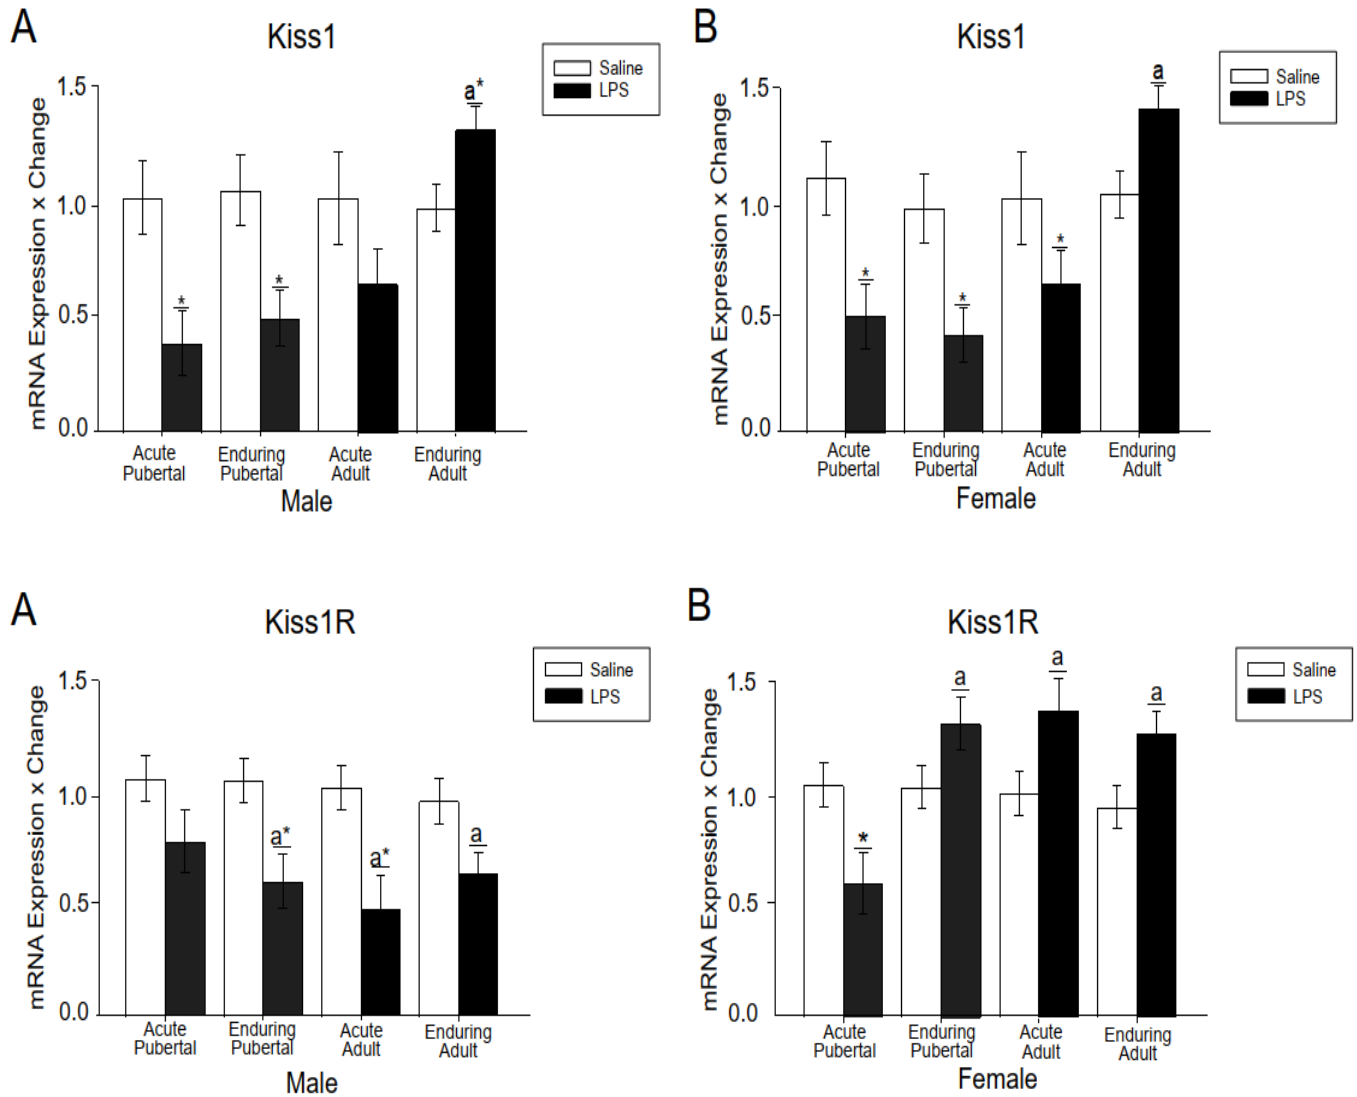 A
Kiss1
Saline
LPS
mRNA Expression x Change
1.5
1.0
0.5
0.0
*
*
a*
Acute
Pubertal
Enduring
Pubertal
Acute
Adult
Enduring
Adult
Male
B
Kiss1
Saline
LPS
mRNA Expression x Change
1.5
1.0
0.5
0.0
*
*
*
a
Acute
Pubertal
Enduring
Pubertal
Acute
Adult
Enduring
Adult
Female
A
Kiss1R
Saline
LPS
mRNA Expression x Change
1.5
1.0
0.5
0.0
a*
a*
a
Acute
Pubertal
Enduring
Pubertal
Acute
Adult
Enduring
Adult
Male
B
Kiss1R
Saline
LPS
mRNA Expression x Change
1.5
1.0
0.5
0.0
*
a
a
a
Acute
Pubertal
Enduring
Pubertal
Acute
Adult
Enduring
Adult
Female